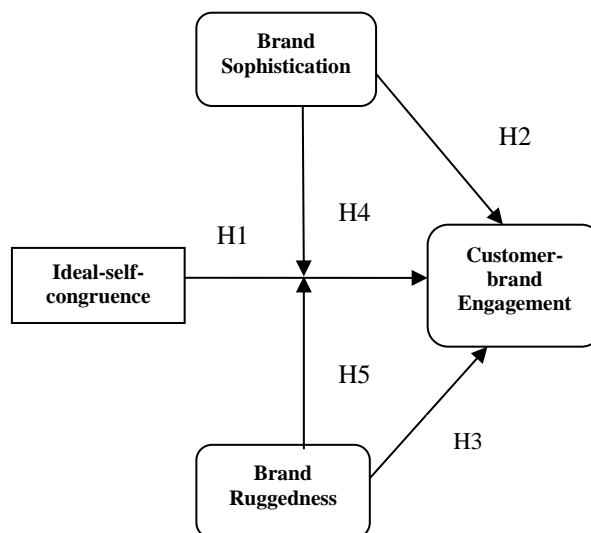 Brand
Sophistication
H2
H4
H1
Customer-
brand
Engagement
Ideal-self-
congruence
H5
H3
Brand
Ruggedness